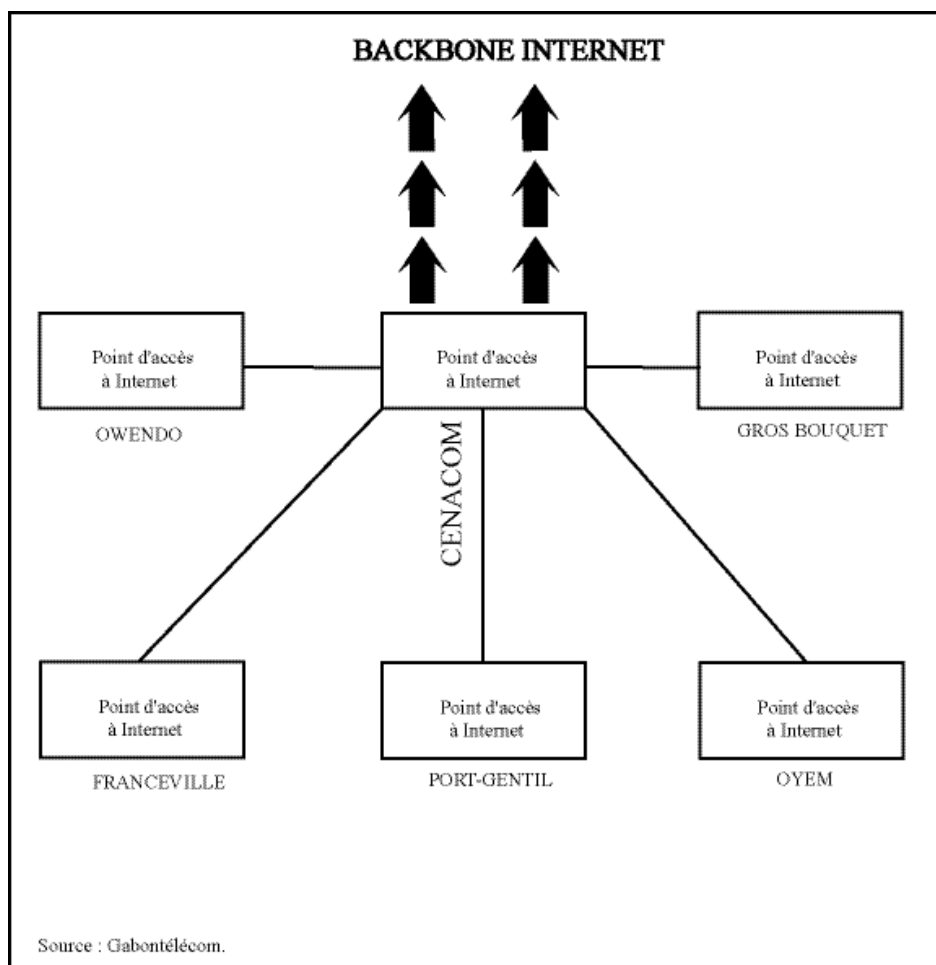 BACKBONE INTERNET
Point d'accès
à Internet
OWENDO
Point d'accès
à Internet
CENACOM
Point d'accès
à Internet
GROS BOUQUET
Point d'accès
à Internet
FRANCEVILLE
Point d'accès
à Internet
PORT-GENTIL
Point d'accès
à Internet
OYEM
Source : Gabontélécom.